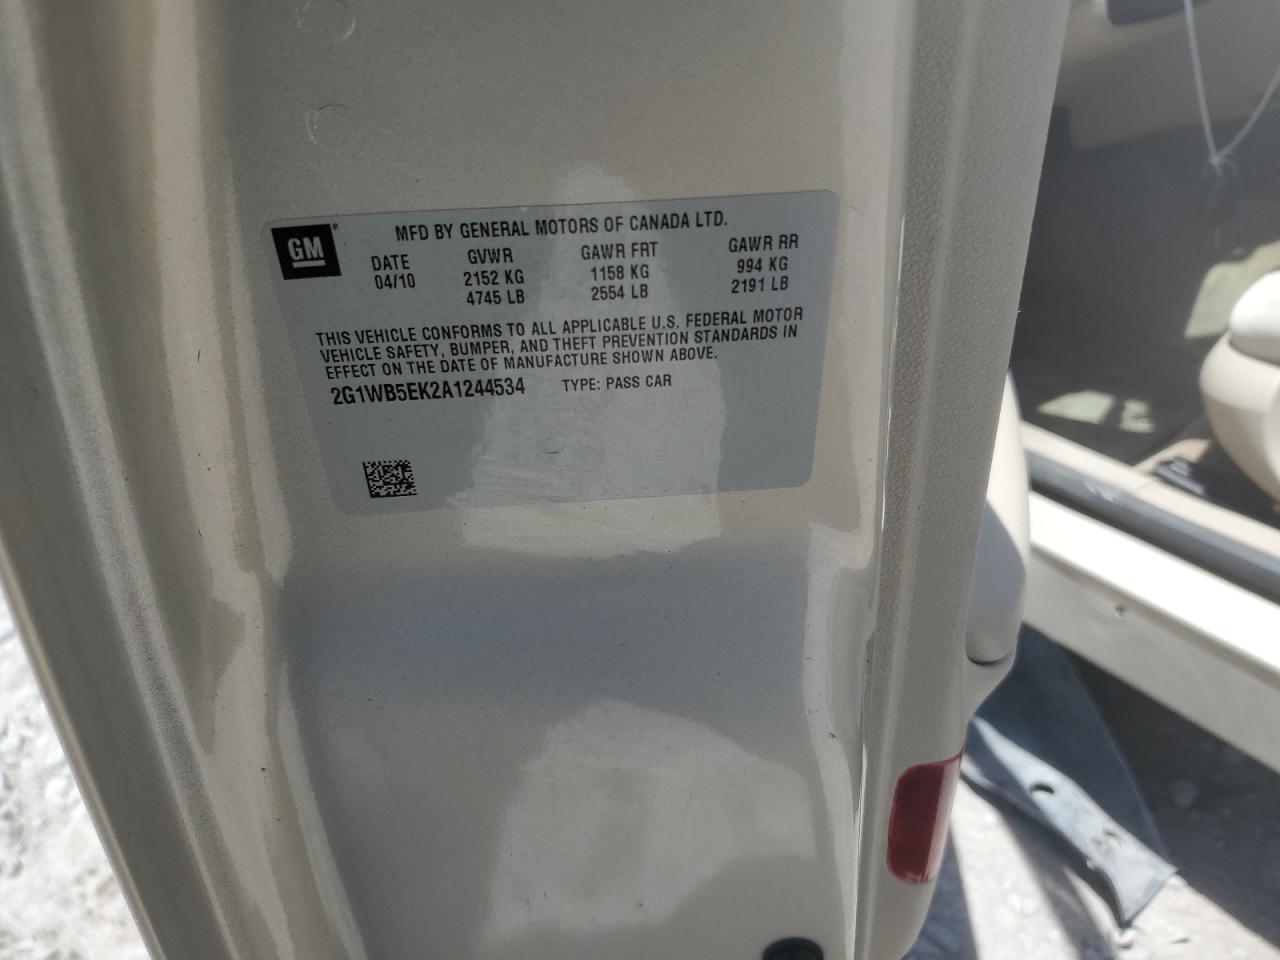 GM
MFD BY GENERAL MOTORS OF CANADA LTD.
DATE GVWR GAWR FRT GAWR RR
04/10 2152 KG 1158 KG 994 KG
4745 LB 2554 LB 2191 LB
THIS VEHICLE CONFORMS TO ALL APPLICABLE U.S. FEDERAL MOTOR
VEHICLE SAFETY, BUMPER, AND THEFT PREVENTION STANDARDS IN
EFFECT ON THE DATE OF MANUFACTURE SHOWN ABOVE.
2G1WB5EK2A1244534 TYPE: PASS CAR